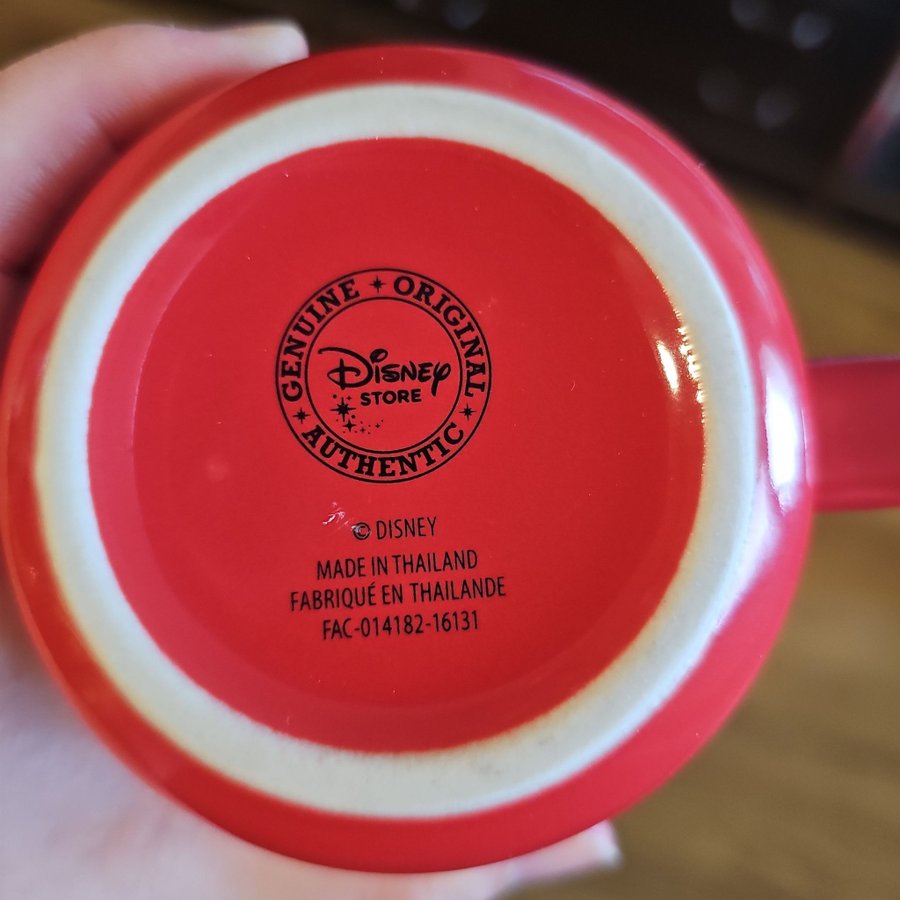 GENUINE ORIGINAL
AUTHENTIC
Disney
STORE
© DISNEY
MADE IN THAILAND
FABRIQUÉ EN THAILANDE
FAC-014182-16131